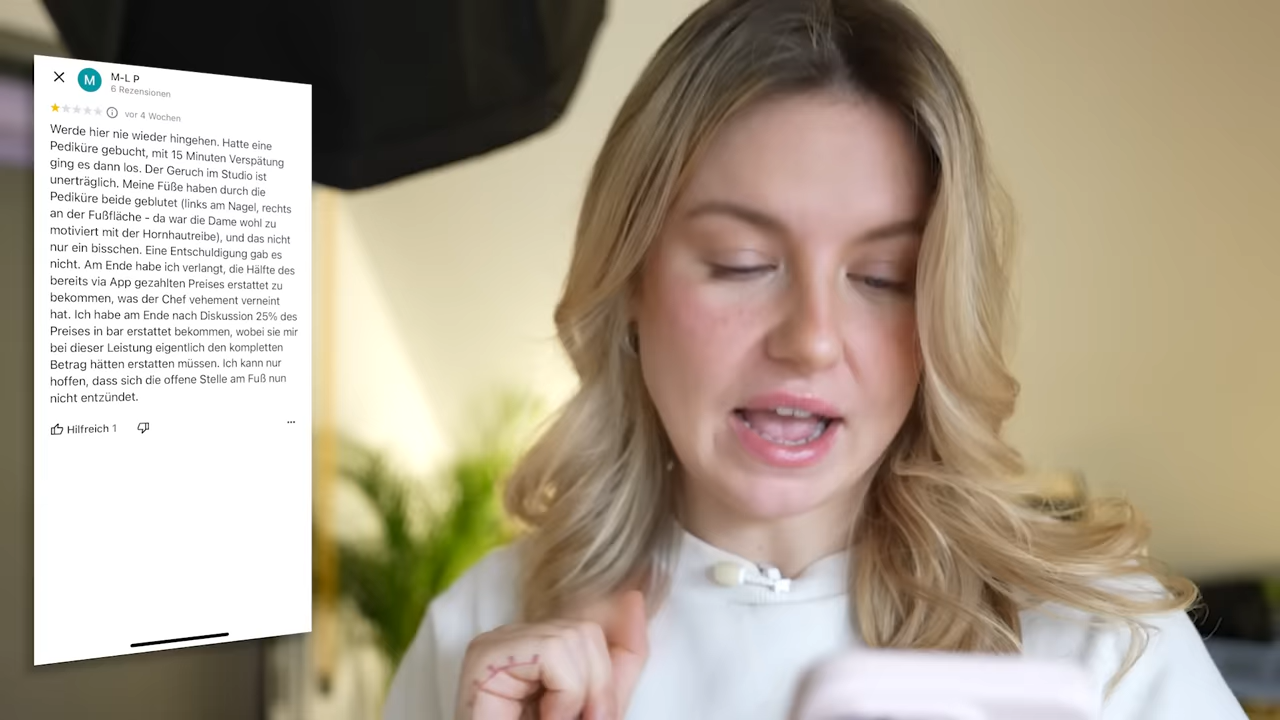 M
M-L P
6 Rezensionen
vor 4 Wochen
Werde hier nie wieder hingehen. Hatte eine
Pediküre gebucht, mit 15 Minuten Verspätung
ging es dann los. Der Geruch im Studio ist
unerträglich. Meine Füße haben durch die
Pediküre beide geblutet (links am Nagel, rechts
an der Fußfläche - da war die Dame wohl zu
motiviert mit der Hornhautreibe), und das nicht
nur ein bisschen. Eine Entschuldigung gab es
nicht. Am Ende habe ich verlangt, die Hälfte des
bereits via App gezahlten Preises erstattet zu
bekommen, was der Chef vehement verneint
hat. Ich habe am Ende nach Diskussion 25% des
Preises in bar erstattet bekommen, wobei sie mir
bei dieser Leistung eigentlich den kompletten
Betrag hätten erstatten müssen. Ich kann nur
hoffen, dass sich die offene Stelle am Fuß nun
nicht entzündet.
Hilfreich 1